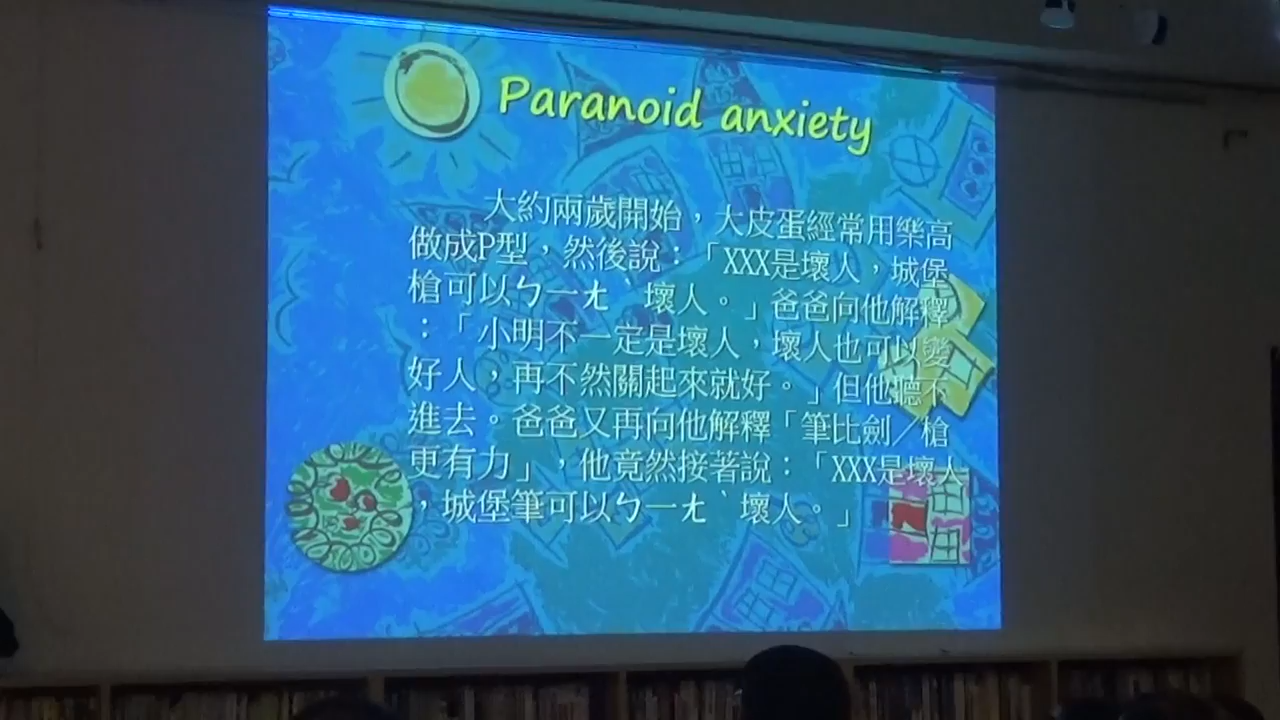 Paranoid anxiety
大約兩歲開始，大皮蛋經常用樂高
做成P型，然後說：「XXX是壞人，城堡
槍可以ㄅㄧㄤˋ壞人。」爸爸向他解釋
：「小明不一定是壞人，壞人也可以變
好人，再不然關起來就好。」但他聽不
進去。爸爸又再向他解釋「筆比劍／槍
更有力」，他竟然接著說：「XXX是壞人
，城堡筆可以ㄅㄧㄤˋ壞人。」